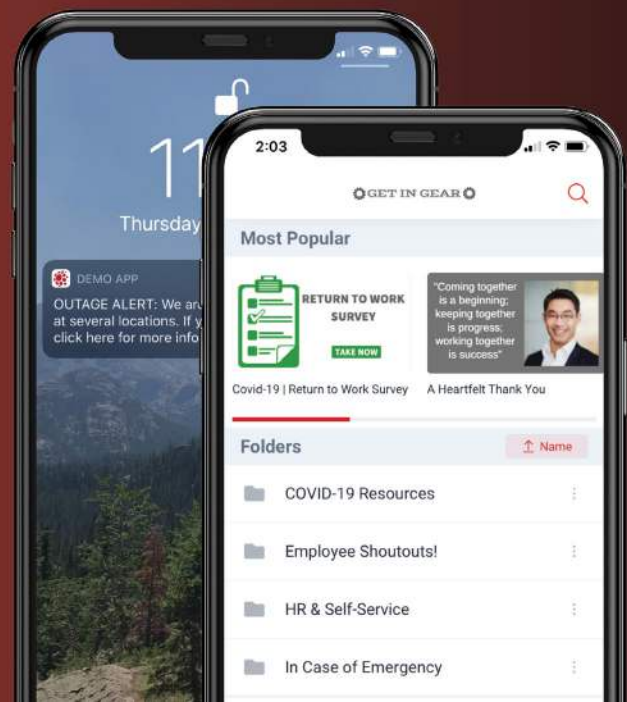 11
Thursday
DEMO APP
OUTAGE ALERT: We are
at several locations. If y
click here for more info
2:03
GET IN GEAR
Most Popular
RETURN TO WORK
SURVEY
TAKE NOW
Covid-19 | Return to Work Survey
"Coming together
is a beginning;
keeping together
is progress;
working together
is success"
A Heartfelt Thank You
Folders
Name
COVID-19 Resources
Employee Shoutouts!
HR & Self-Service
In Case of Emergency